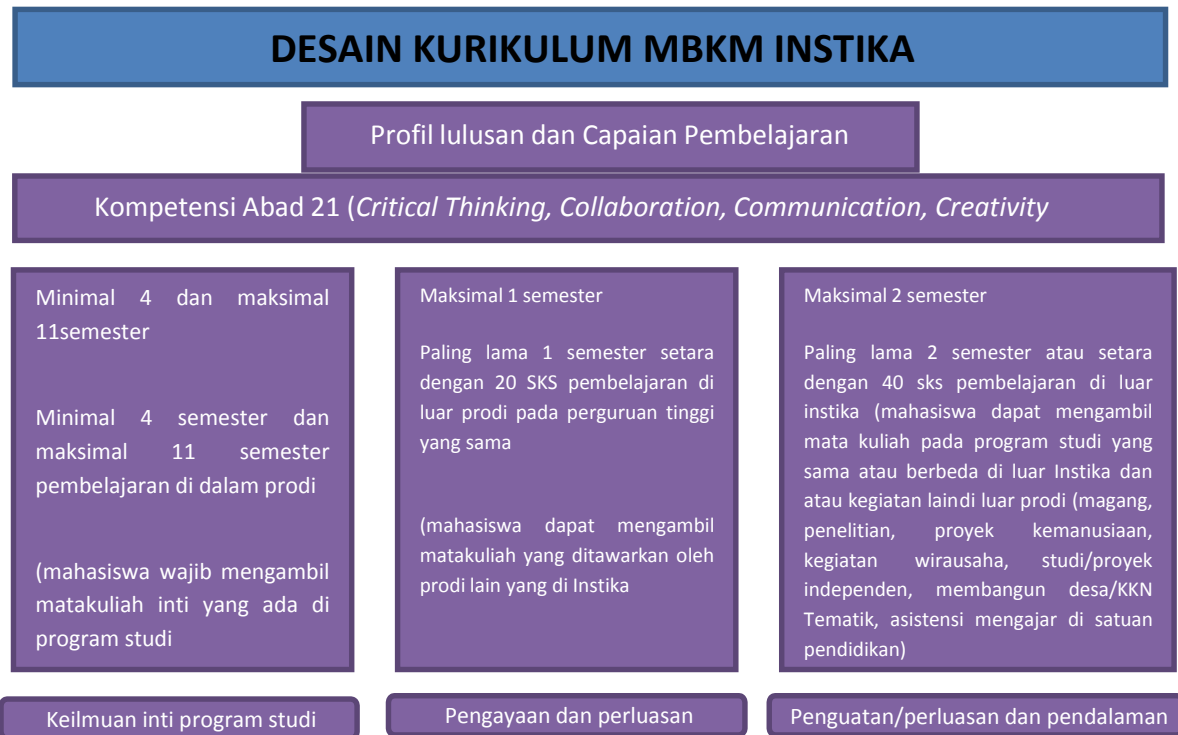 DESAIN KURIKULUM MBKM INSTIKA
Profil lulusan dan Capaian Pembelajaran
Kompetensi Abad 21 (Critical Thinking, Collaboration, Communication, Creativity
Minimal 4 dan maksimal
11semester
Minimal 4 semester dan
maksimal 11 semester
pembelajaran di dalam prodi
(mahasiswa wajib mengambil
matakuliah inti yang ada di
program studi
Maksimal 1 semester
Paling lama 1 semester setara
dengan 20 SKS pembelajaran di
luar prodi pada perguruan tinggi
yang sama
(mahasiswa dapat mengambil
matakuliah yang ditawarkan oleh
prodi lain yang di Instika
Maksimal 2 semester
Paling lama 2 semester atau setara
dengan 40 sks pembelajaran di luar
instika (mahasiswa dapat mengambil
mata kuliah pada program studi yang
sama atau berbeda di luar Instika dan
atau kegiatan laindi luar prodi (magang,
penelitian, proyek kemanusiaan,
kegiatan wirausaha, studi/proyek
independen, membangun desa/KKN
Tematik, asistensi mengajar di satuan
pendidikan)
Keilmuan inti program studi
Pengayaan dan perluasan
Penguatan/perluasan dan pendalaman